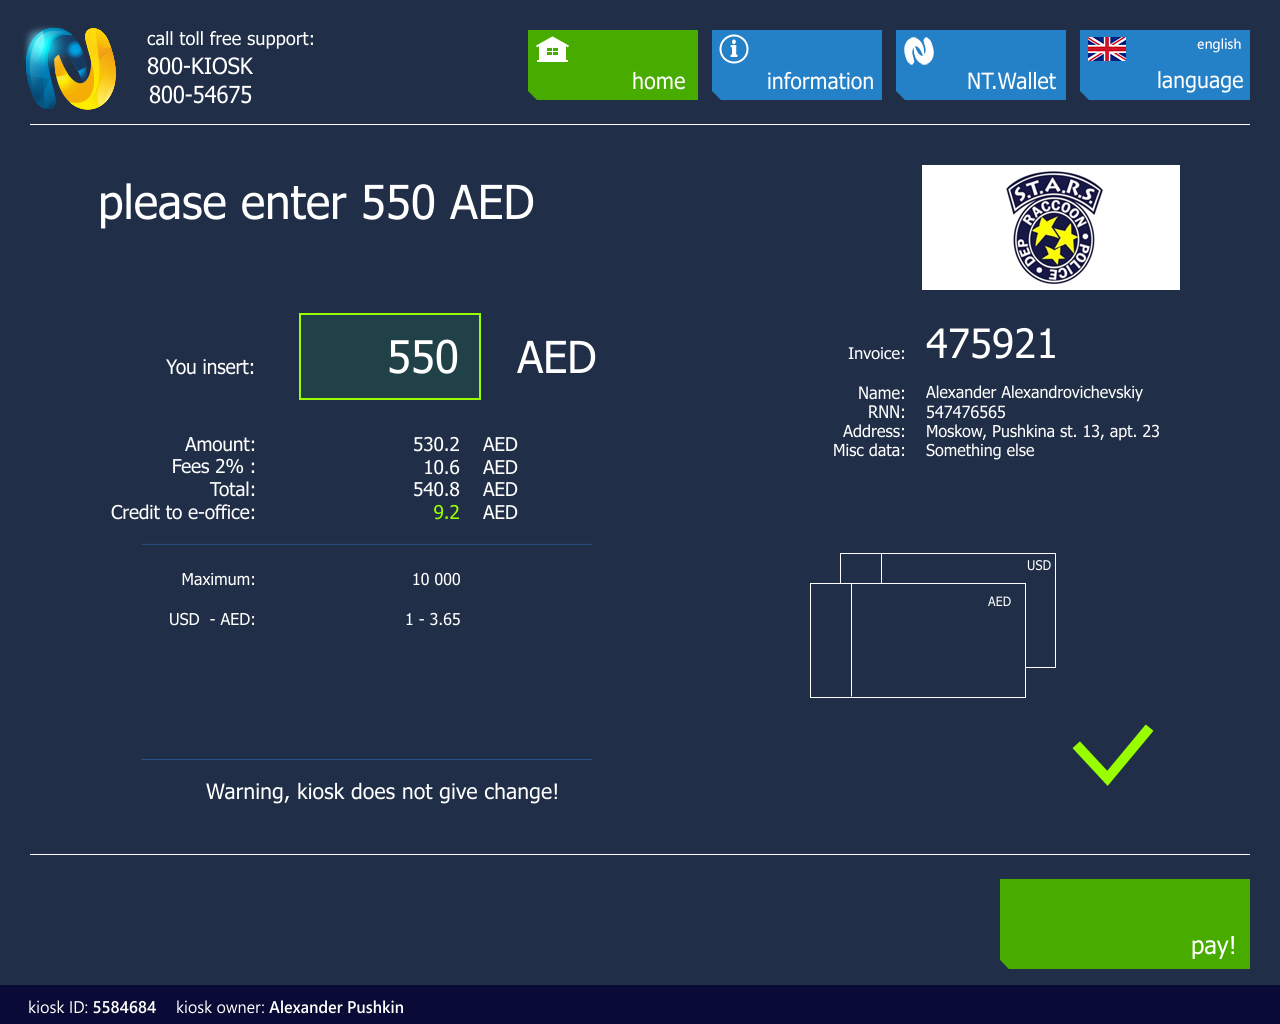 call toll free support:
800-KIOSK
800-54675
home
information
NT.Wallet
english
language
please enter 550 AED
S.T.A.R.S
RACCOON
POLICE • DEP
You insert: 550 AED
Invoice: 475921
Name: Alexander Alexandrovichevskiy
RNN: 547476565
Address: Moskow, Pushkina st. 13, apt. 23
Misc data: Something else
Amount: 530.2 AED
Fees 2% : 10.6 AED
Total: 540.8 AED
Credit to e-office: 9.2 AED
Maximum: 10 000
USD - AED: 1 - 3.65
USD
AED
Warning, kiosk does not give change!
pay!
kiosk ID: 5584684 kiosk owner: Alexander Pushkin